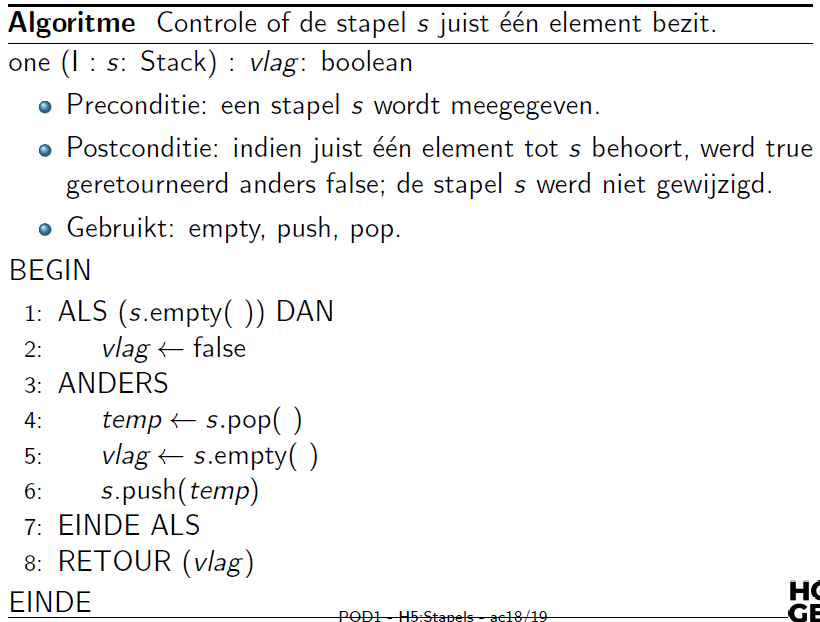 Algoritme Controle of de stapel s juist één element bezit.
one (I : s: Stack) : vlag: boolean
Preconditie: een stapel s wordt meegegeven.
Postconditie: indien juist één element tot s behoort, werd true
geretourneerd anders false; de stapel s werd niet gewijzigd.
Gebruikt: empty, push, pop.
BEGIN
1: ALS (s.empty( )) DAN
2: vlag ← false
3: ANDERS
4: temp ← s.pop( )
5: vlag ← s.empty( )
6: s.push(temp)
7: EINDE ALS
8: RETOUR (vlag)
EINDE
POD1 - H5:Stapels - ac18/19
HO
GE